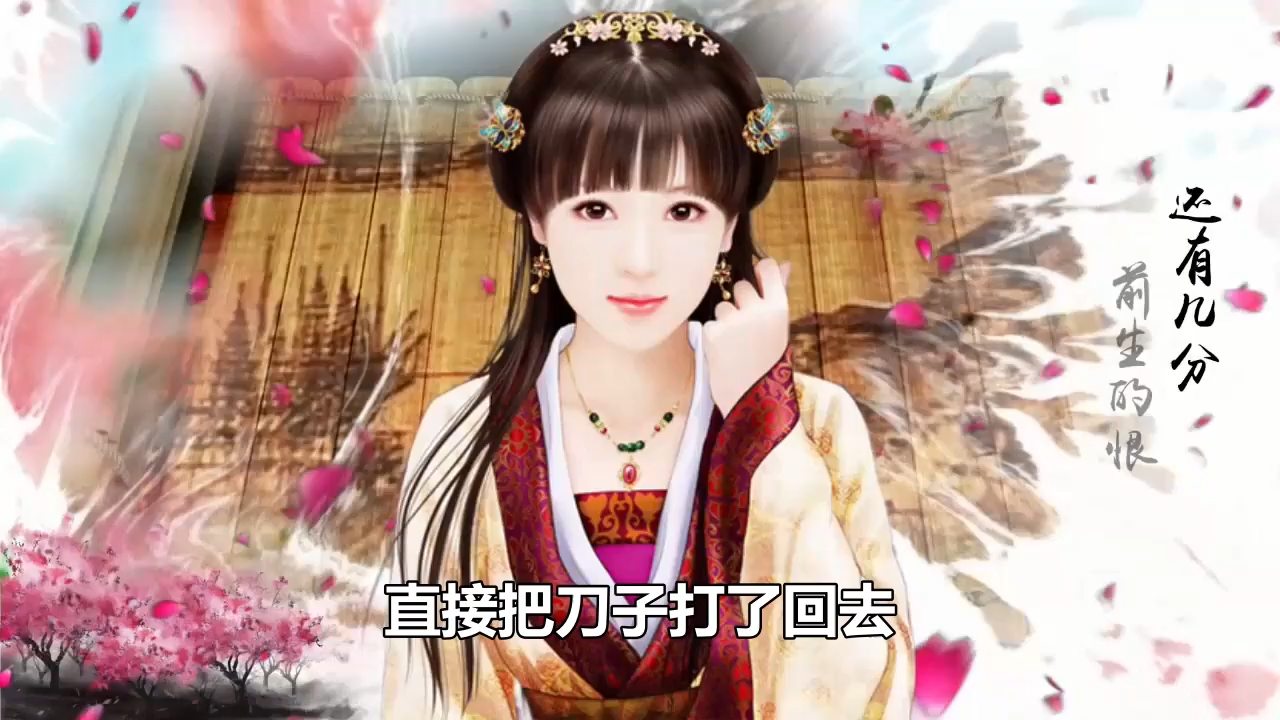 还有几分
前生的恨
直接把刀子打了回去